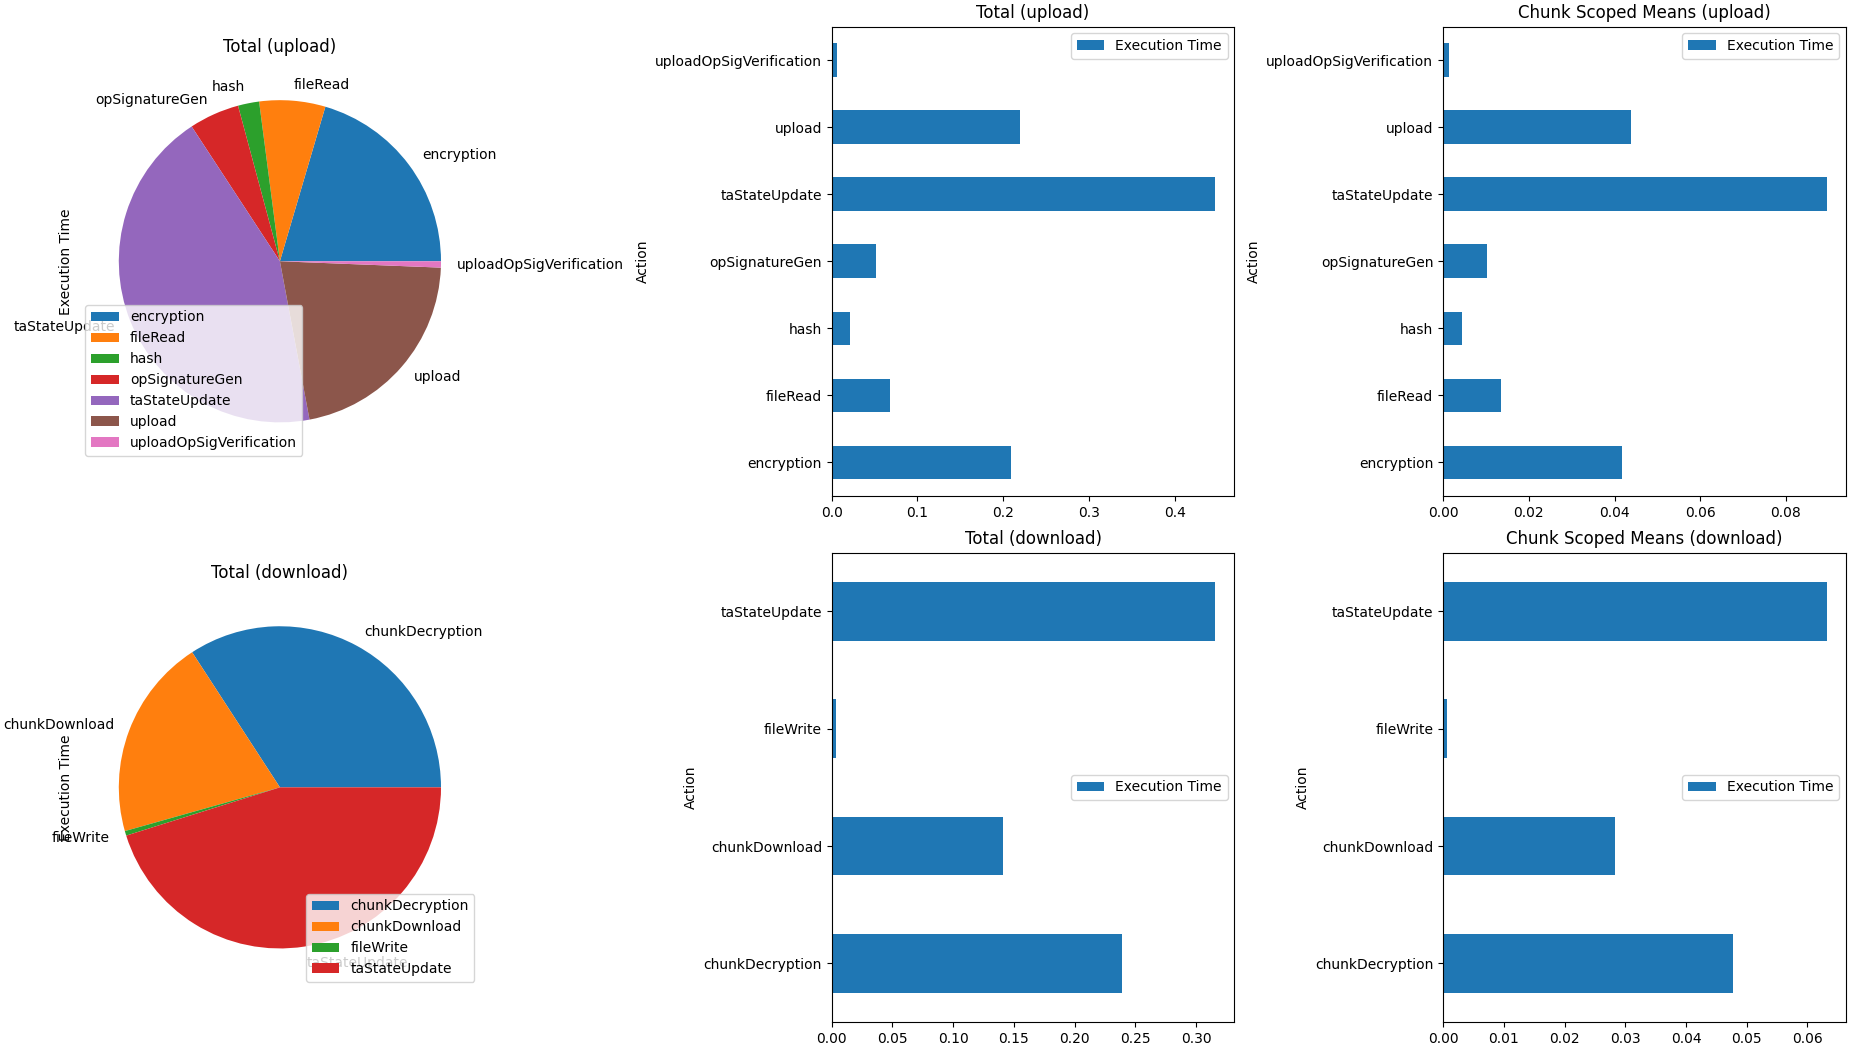 Total (upload)
hash
fileRead
opSignatureGen
encryption
Execution Time
uploadOpSigVerification
taStateUpdate
upload
encryption
fileRead
hash
opSignatureGen
taStateUpdate
upload
uploadOpSigVerification
Total (upload)
Execution Time
uploadOpSigVerification
upload
taStateUpdate
Action
opSignatureGen
hash
fileRead
encryption
0.0 0.1 0.2 0.3 0.4
Chunk Scoped Means (upload)
Execution Time
uploadOpSigVerification
upload
taStateUpdate
Action
opSignatureGen
hash
fileRead
encryption
0.00 0.02 0.04 0.06 0.08
Total (download)
chunkDecryption
chunkDownload
Execution Time
fileWrite
taStateUpdate
chunkDecryption
chunkDownload
fileWrite
taStateUpdate
Total (download)
taStateUpdate
fileWrite
Action
Execution Time
chunkDownload
chunkDecryption
0.00 0.05 0.10 0.15 0.20 0.25 0.30
Chunk Scoped Means (download)
taStateUpdate
fileWrite
Action
Execution Time
chunkDownload
chunkDecryption
0.00 0.01 0.02 0.03 0.04 0.05 0.06